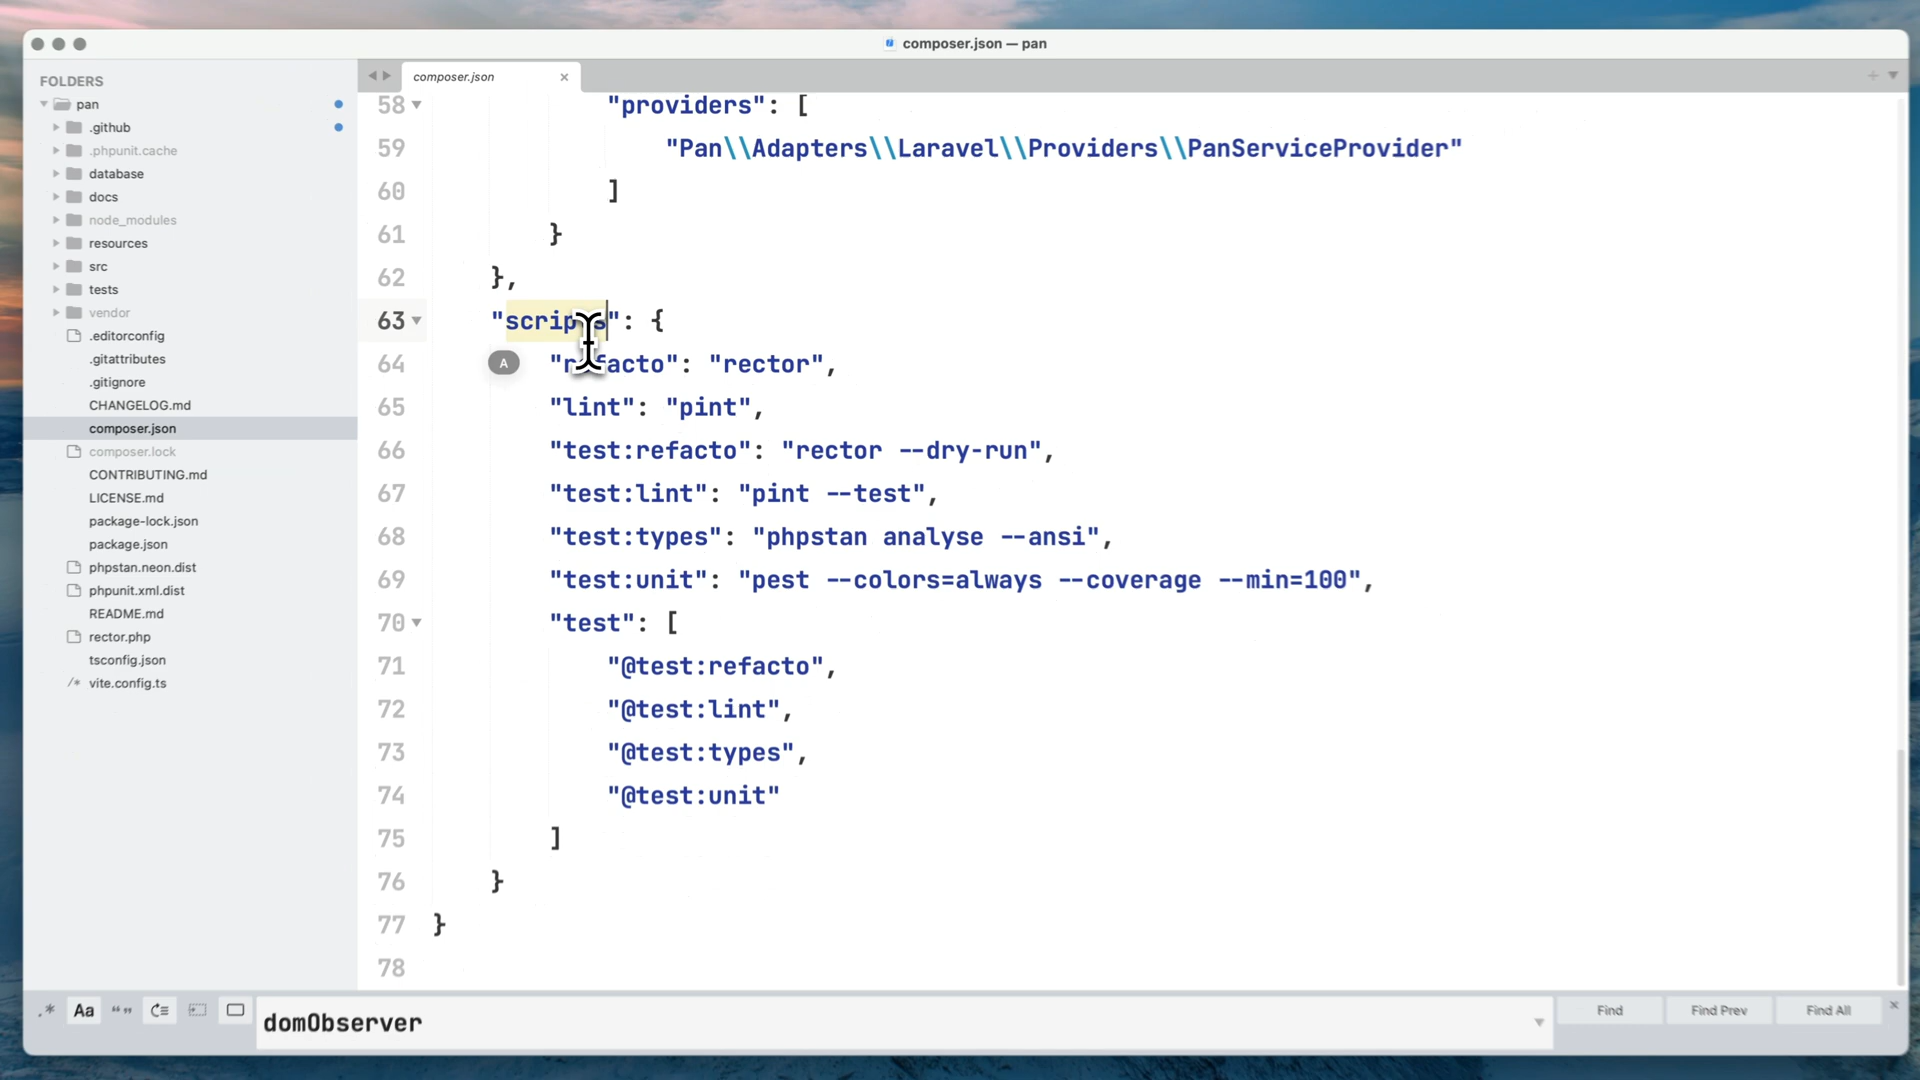 composer.json — pan
FOLDERS
pan
.github
.phpunit.cache
database
docs
node_modules
resources
src
tests
vendor
.editorconfig
.gitattributes
.gitignore
CHANGELOG.md
composer.json
composer.lock
CONTRIBUTING.md
LICENSE.md
package-lock.json
package.json
phpstan.neon.dist
phpunit.xml.dist
README.md
rector.php
tsconfig.json
/* vite.config.ts
composer.json
58 "providers": [
59 "Pan\\Adapters\\Laravel\\Providers\\PanServiceProvider"
60 ]
61 }
62 },
63 "scripts": {
64 "refacto": "rector",
65 "lint": "pint",
66 "test:refacto": "rector --dry-run",
67 "test:lint": "pint --test",
68 "test:types": "phpstan analyse --ansi",
69 "test:unit": "pest --colors=always --coverage --min=100",
70 "test": [
71 "@test:refacto",
72 "@test:lint",
73 "@test:types",
74 "@test:unit"
75 ]
76 }
77 }
78
A
.* Aa “ ”
domObserver
Find
Find Prev
Find All